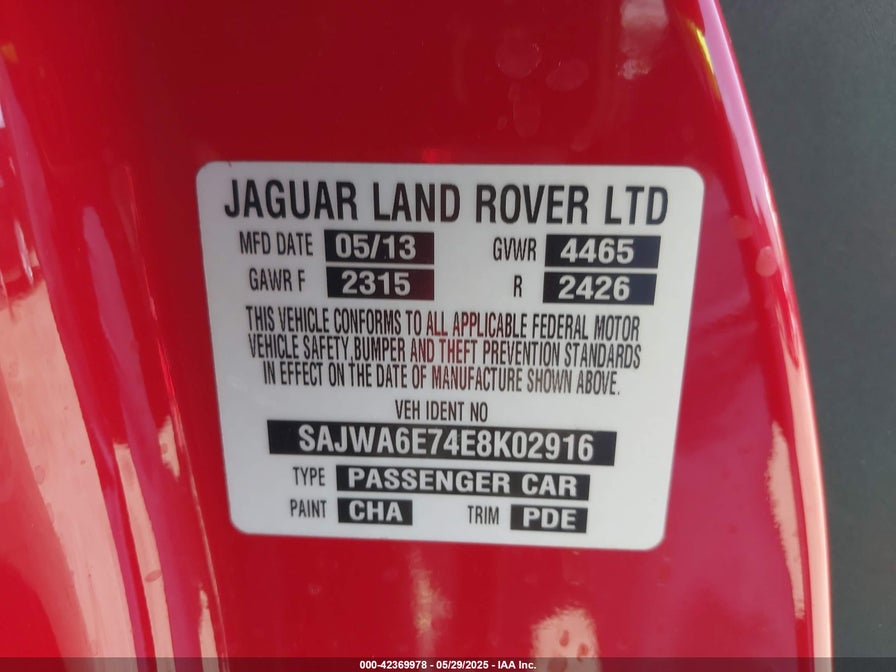 JAGUAR LAND ROVER LTD
MFD DATE 05/13 GVWR 4465
GAWR F 2315 R 2426
THIS VEHICLE CONFORMS TO ALL APPLICABLE FEDERAL MOTOR
VEHICLE SAFETY, BUMPER AND THEFT PREVENTION STANDARDS
IN EFFECT ON THE DATE OF MANUFACTURE SHOWN ABOVE.
VEH IDENT NO
SAJWA6E74E8K02916
TYPE PASSENGER CAR
PAINT CHA TRIM PDE
000-42369978 - 05/29/2025 - IAA Inc.